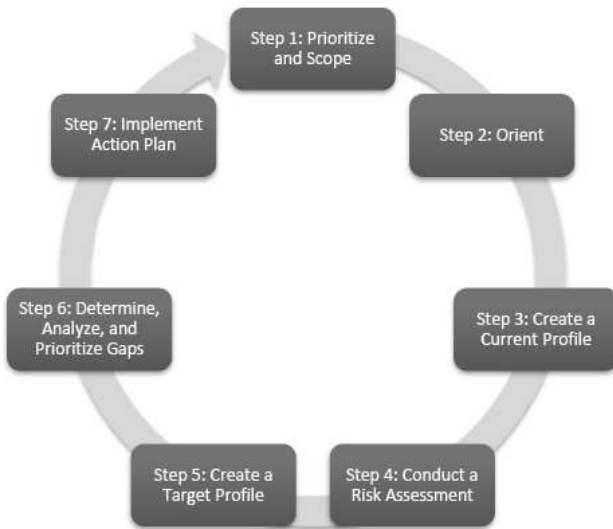 Step 1: Prioritize
and Scope
Step 2: Orient
Step 3: Create a
Current Profile
Step 4: Conduct a
Risk Assessment
Step 5: Create a
Target Profile
Step 6: Determine,
Analyze, and
Prioritize Gaps
Step 7: Implement
Action Plan